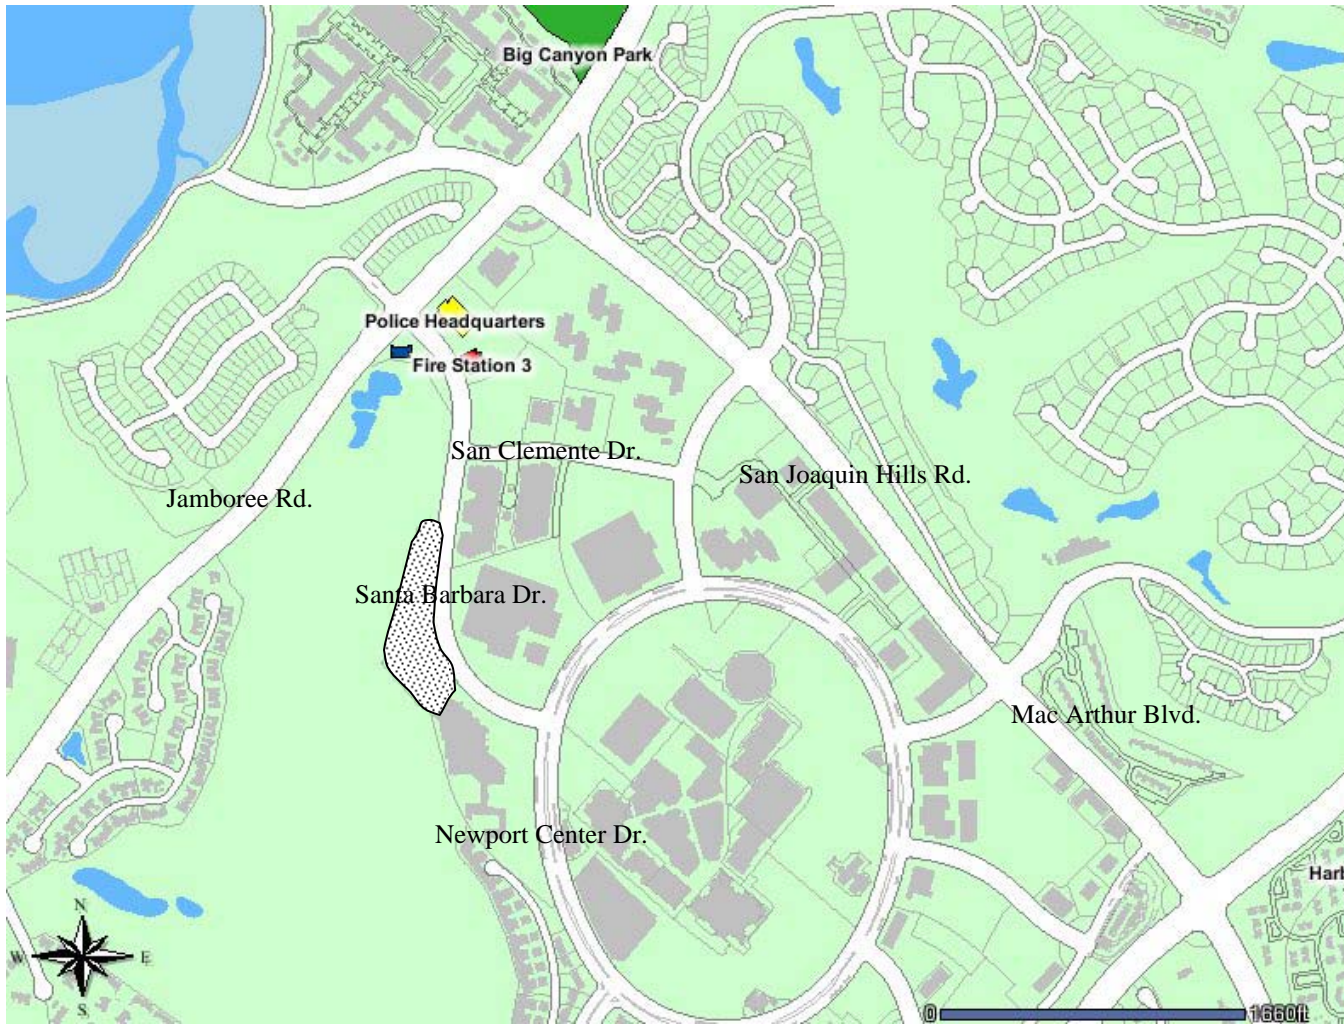 Big Canyon Park
Police Headquarters
Fire Station 3
San Clemente Dr.
San Joaquin Hills Rd.
Jamboree Rd.
Santa Barbara Dr.
Mac Arthur Blvd.
Newport Center Dr.
Harb
N
W E
S
0 1660ft